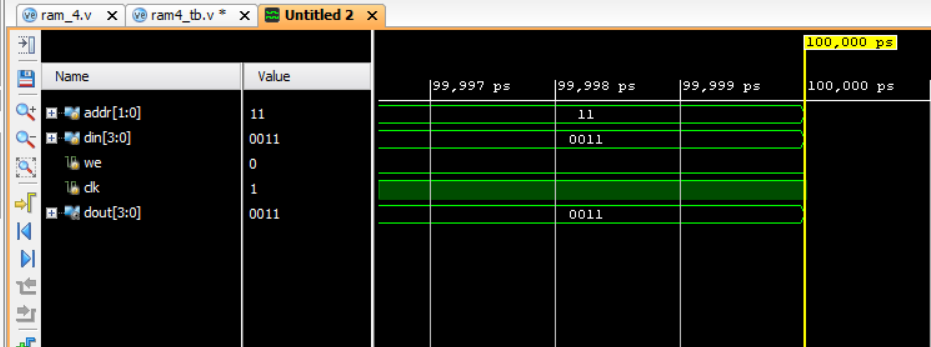 ram_4.v x ram4_tb.v * x Untitled 2 x
100,000 ps
Name Value
99,997 ps 99,998 ps 99,999 ps 100,000 ps
addr[1:0] 11 11
din[3:0] 0011 0011
we 0
clk 1
dout[3:0] 0011 0011